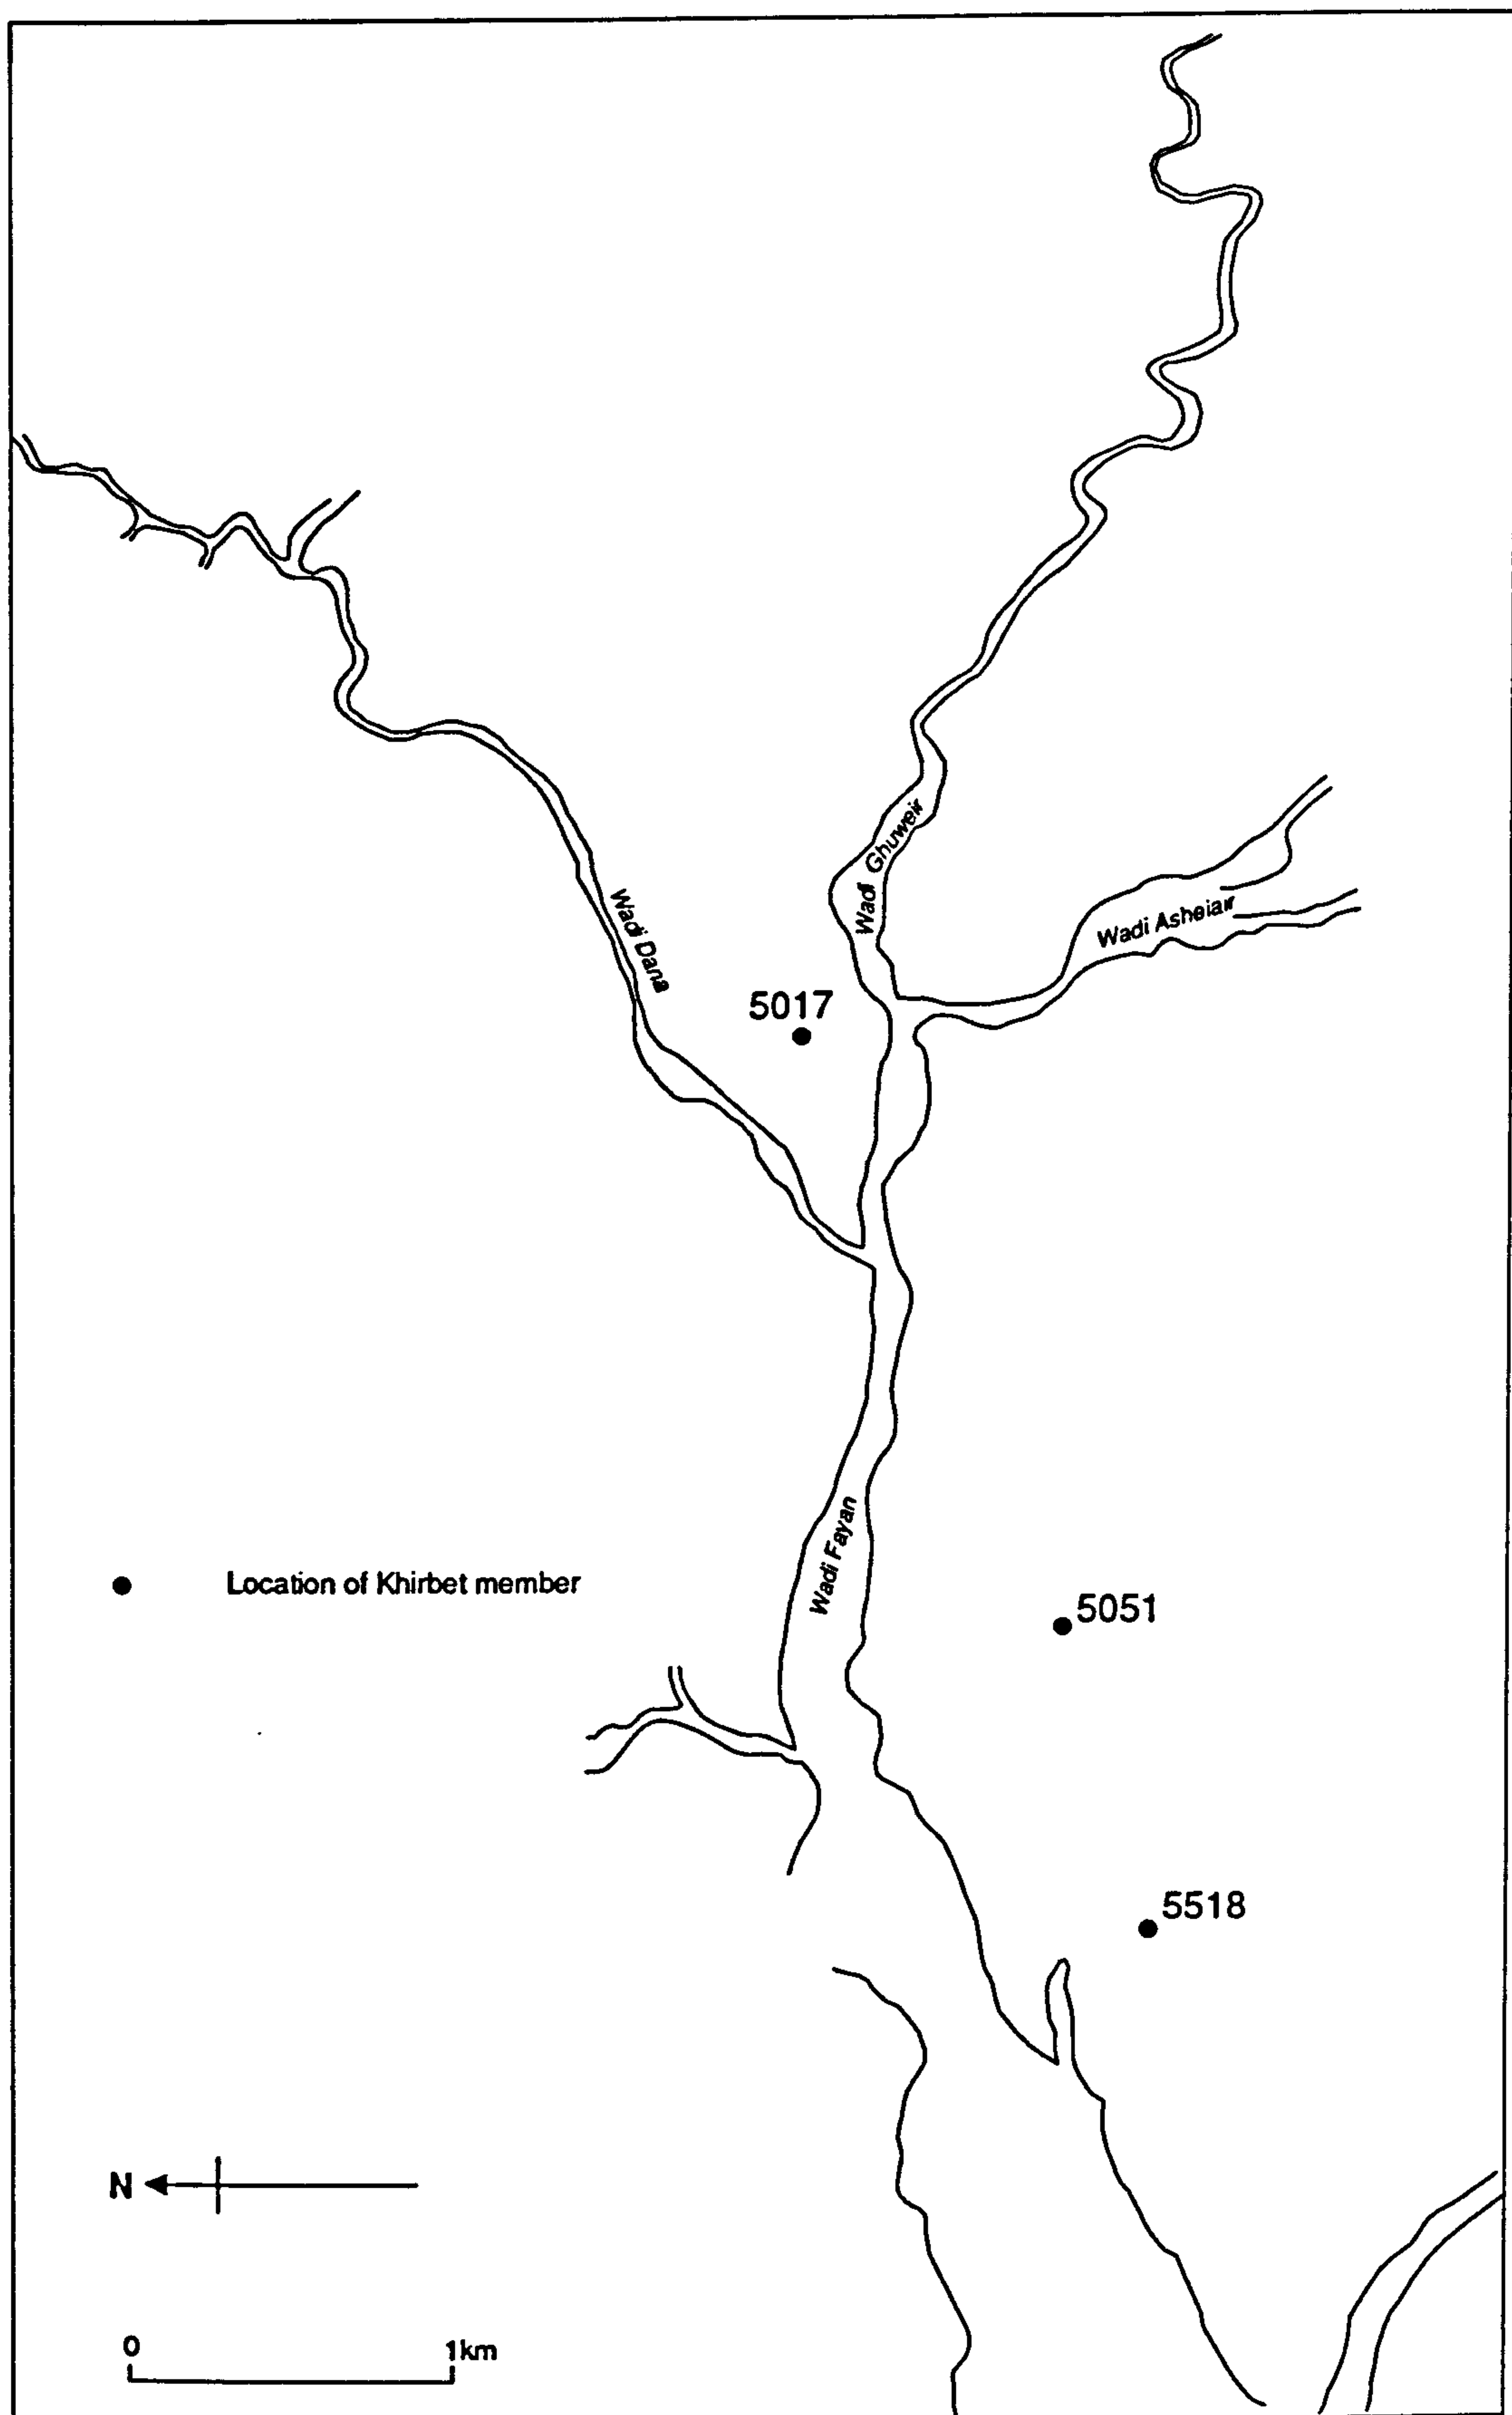 Wadi Ghuweir
Wadi Dana
Wadi Asheiair
5017
Wadi Fayan
Location of Khirbet member
5051
5518
N
0 1km